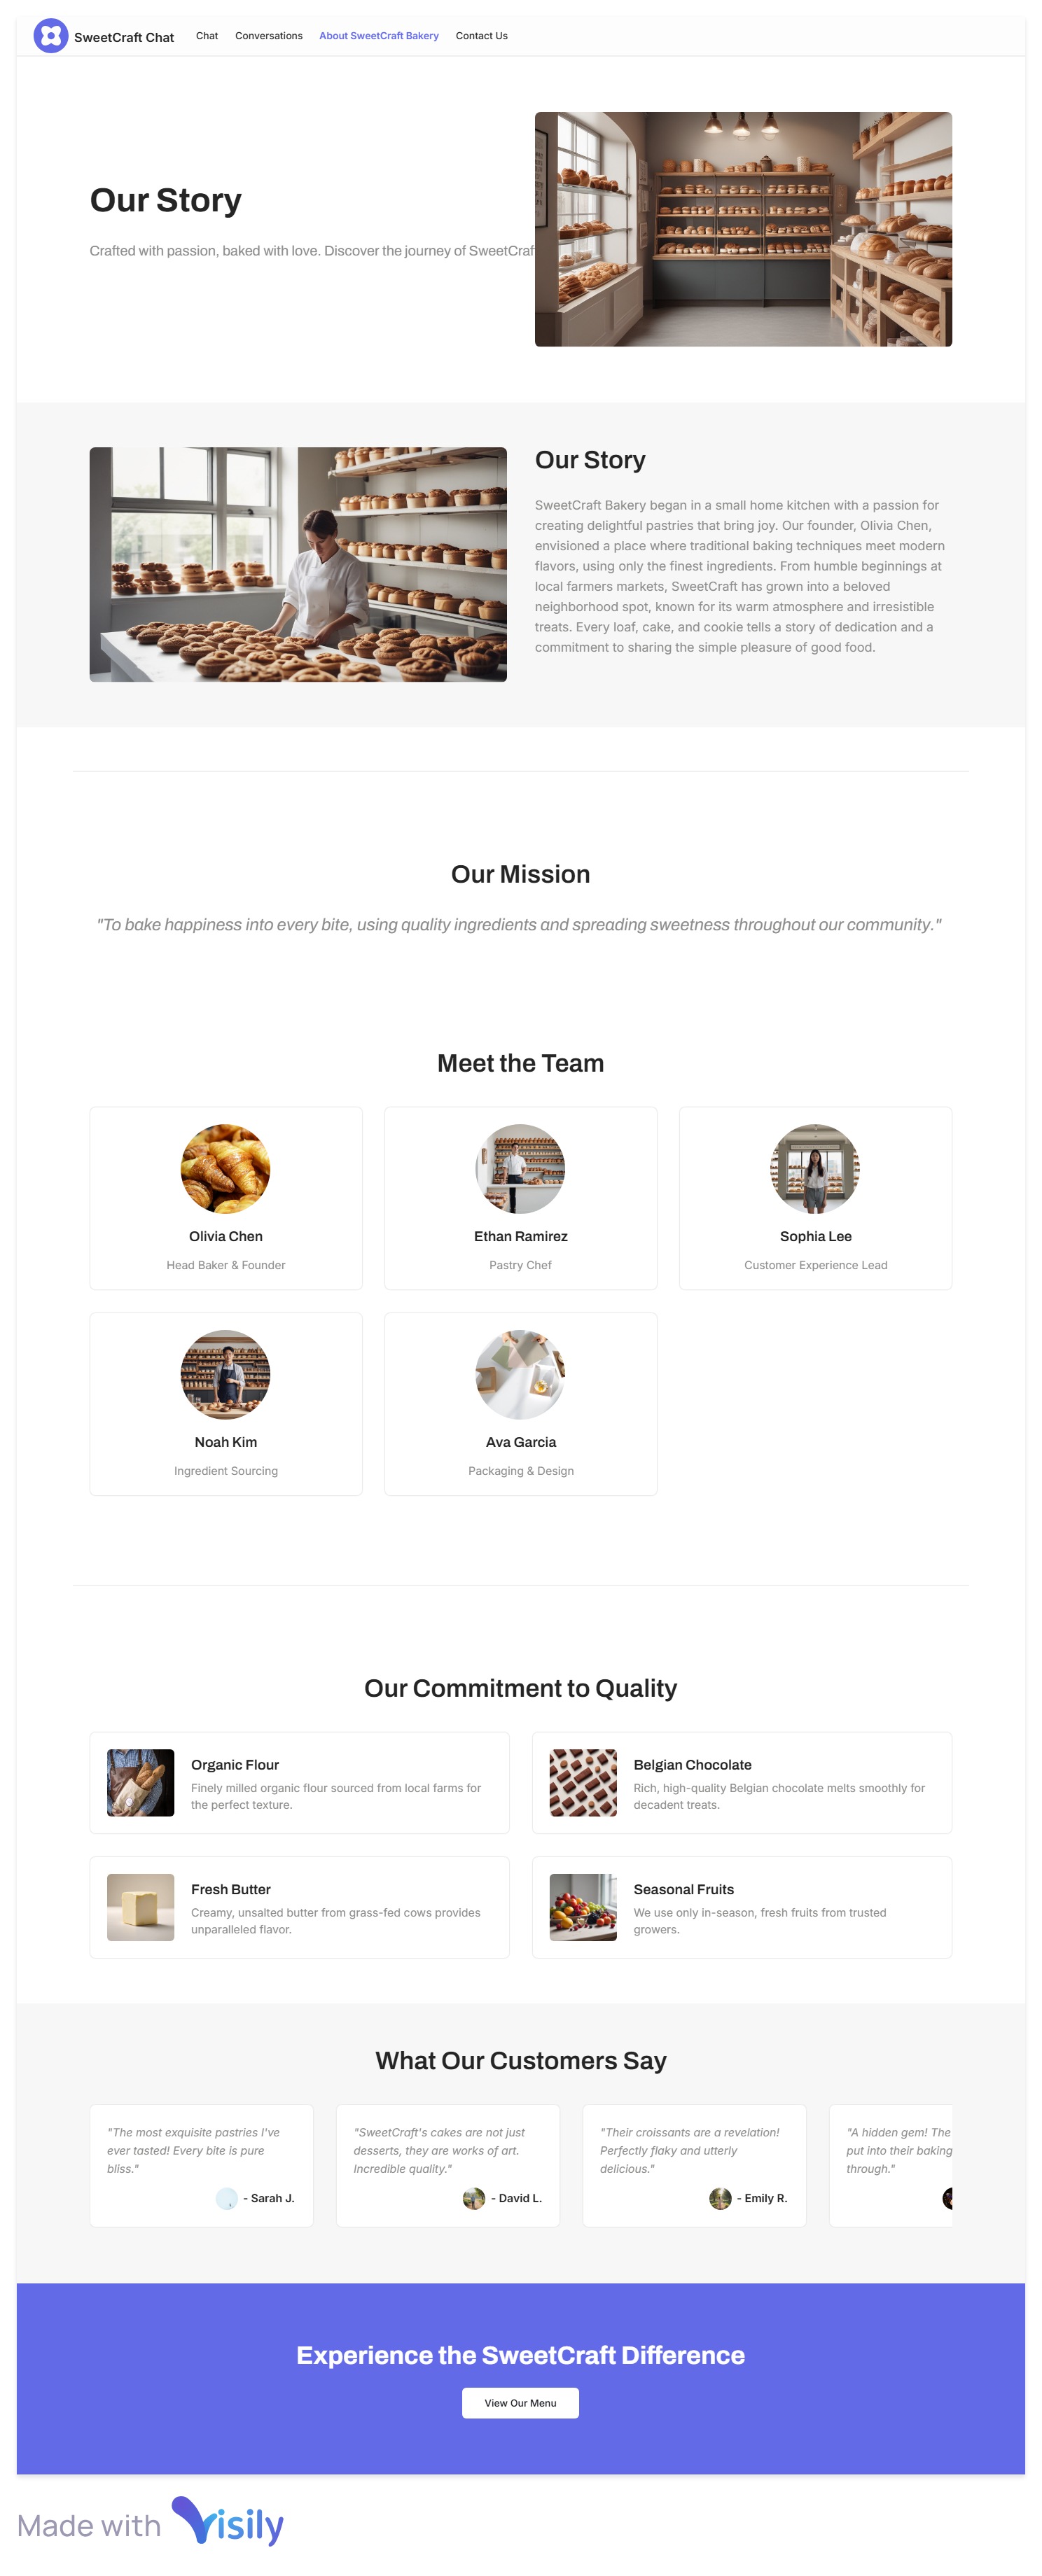 SweetCraft Chat
Chat
Conversations
About SweetCraft Bakery
Contact Us
Our Story
Crafted with passion, baked with love. Discover the journey of SweetCraf
Our Story
SweetCraft Bakery began in a small home kitchen with a passion for
creating delightful pastries that bring joy. Our founder, Olivia Chen,
envisioned a place where traditional baking techniques meet modern
flavors, using only the finest ingredients. From humble beginnings at
local farmers markets, SweetCraft has grown into a beloved
neighborhood spot, known for its warm atmosphere and irresistible
treats. Every loaf, cake, and cookie tells a story of dedication and a
commitment to sharing the simple pleasure of good food.
Our Mission
"To bake happiness into every bite, using quality ingredients and spreading sweetness throughout our community."
Meet the Team
Olivia Chen
Head Baker & Founder
Ethan Ramirez
Pastry Chef
Sophia Lee
Customer Experience Lead
Noah Kim
Ingredient Sourcing
Ava Garcia
Packaging & Design
Our Commitment to Quality
Organic Flour
Finely milled organic flour sourced from local farms for
the perfect texture.
Belgian Chocolate
Rich, high-quality Belgian chocolate melts smoothly for
decadent treats.
Fresh Butter
Creamy, unsalted butter from grass-fed cows provides
unparalleled flavor.
Seasonal Fruits
We use only in-season, fresh fruits from trusted
growers.
What Our Customers Say
"The most exquisite pastries I've
ever tasted! Every bite is pure
bliss."
- Sarah J.
"SweetCraft's cakes are not just
desserts, they are works of art.
Incredible quality."
- David L.
"Their croissants are a revelation!
Perfectly flaky and utterly
delicious."
- Emily R.
"A hidden gem! The
put into their baking
through."
Experience the SweetCraft Difference
View Our Menu
Made with Visily